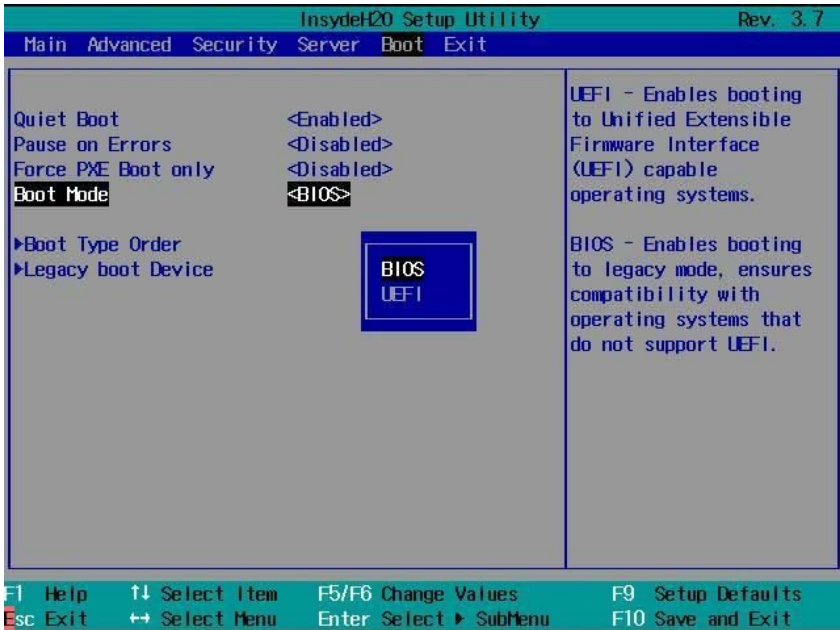 InsydeH2O Setup Utility Rev. 3.7
Main Advanced Security Server Boot Exit
Quiet Boot <Enabled>
Pause on Errors <Disabled>
Force PXE Boot only <Disabled>
Boot Mode <BIOS>
▶Boot Type Order
▶Legacy boot Device
BIOS
UEFI
UEFI - Enables booting
to Unified Extensible
Firmware Interface
(UEFI) capable
operating systems.
BIOS - Enables booting
to legacy mode, ensures
compatibility with
operating systems that
do not support UEFI.
F1 Help ↑↓ Select Item F5/F6 Change Values F9 Setup Defaults
Esc Exit ↔ Select Menu Enter Select ▶ SubMenu F10 Save and Exit